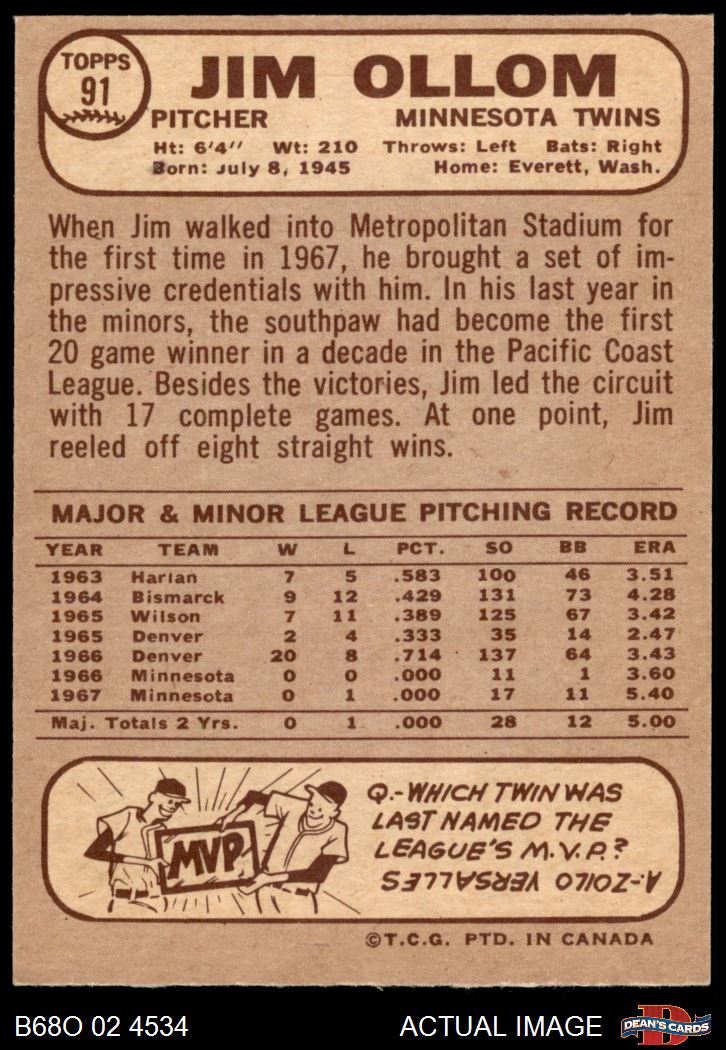 TOPPS
91
JIM OLLOM
PITCHER MINNESOTA TWINS
Ht: 6'4" Wt: 210 Throws: Left Bats: Right
Born: July 8, 1945 Home: Everett, Wash.
When Jim walked into Metropolitan Stadium for
the first time in 1967, he brought a set of im-
pressive credentials with him. In his last year in
the minors, the southpaw had become the first
20 game winner in a decade in the Pacific Coast
League. Besides the victories, Jim led the circuit
with 17 complete games. At one point, Jim
reeled off eight straight wins.
MAJOR & MINOR LEAGUE PITCHING RECORD
YEAR TEAM W L PCT. SO BB ERA
1963 Harlan 7 5 .583 100 46 3.51
1964 Bismarck 9 12 .429 131 73 4.28
1965 Wilson 7 11 .389 125 67 3.42
1965 Denver 2 4 .333 35 14 2.47
1966 Denver 20 8 .714 137 64 3.43
1966 Minnesota 0 0 .000 11 1 3.60
1967 Minnesota 0 1 .000 17 11 5.40
Maj. Totals 2 Yrs. 0 1 .000 28 12 5.00
MVP
Q.-WHICH TWIN WAS
LAST NAMED THE
LEAGUE'S M.V.P.?
A-ZOILO VERSALLES
©T.C.G. PTD. IN CANADA
B68O 02 4534 ACTUAL IMAGE
D
DEAN'S CARDS